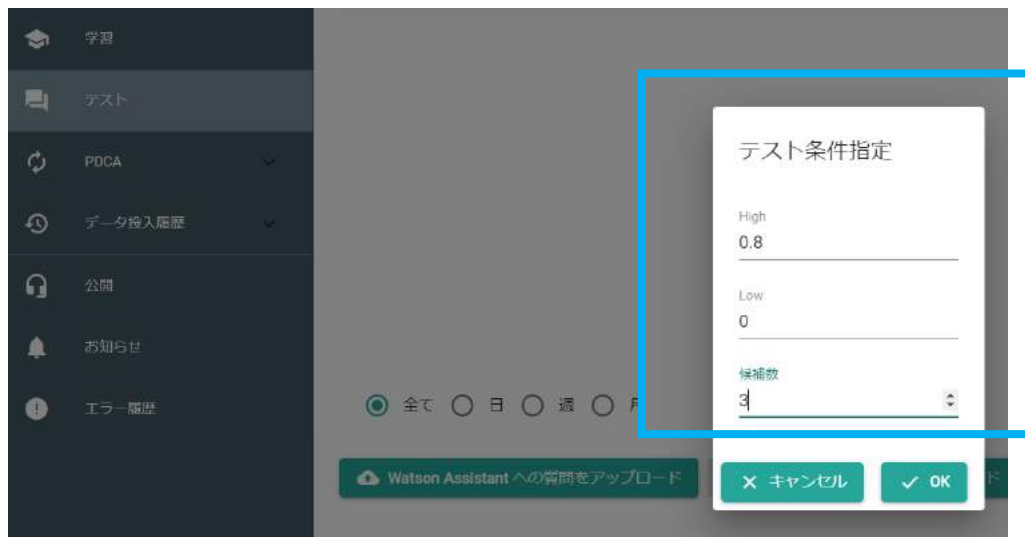 学習
テスト
PDCA
データ投入履歴
公開
お知らせ
エラー履歴
全て 日 週
Watson Assistant への質問をアップロード
ド
テスト条件指定
High
0.8
Low
0
候補数
3
キャンセル
OK